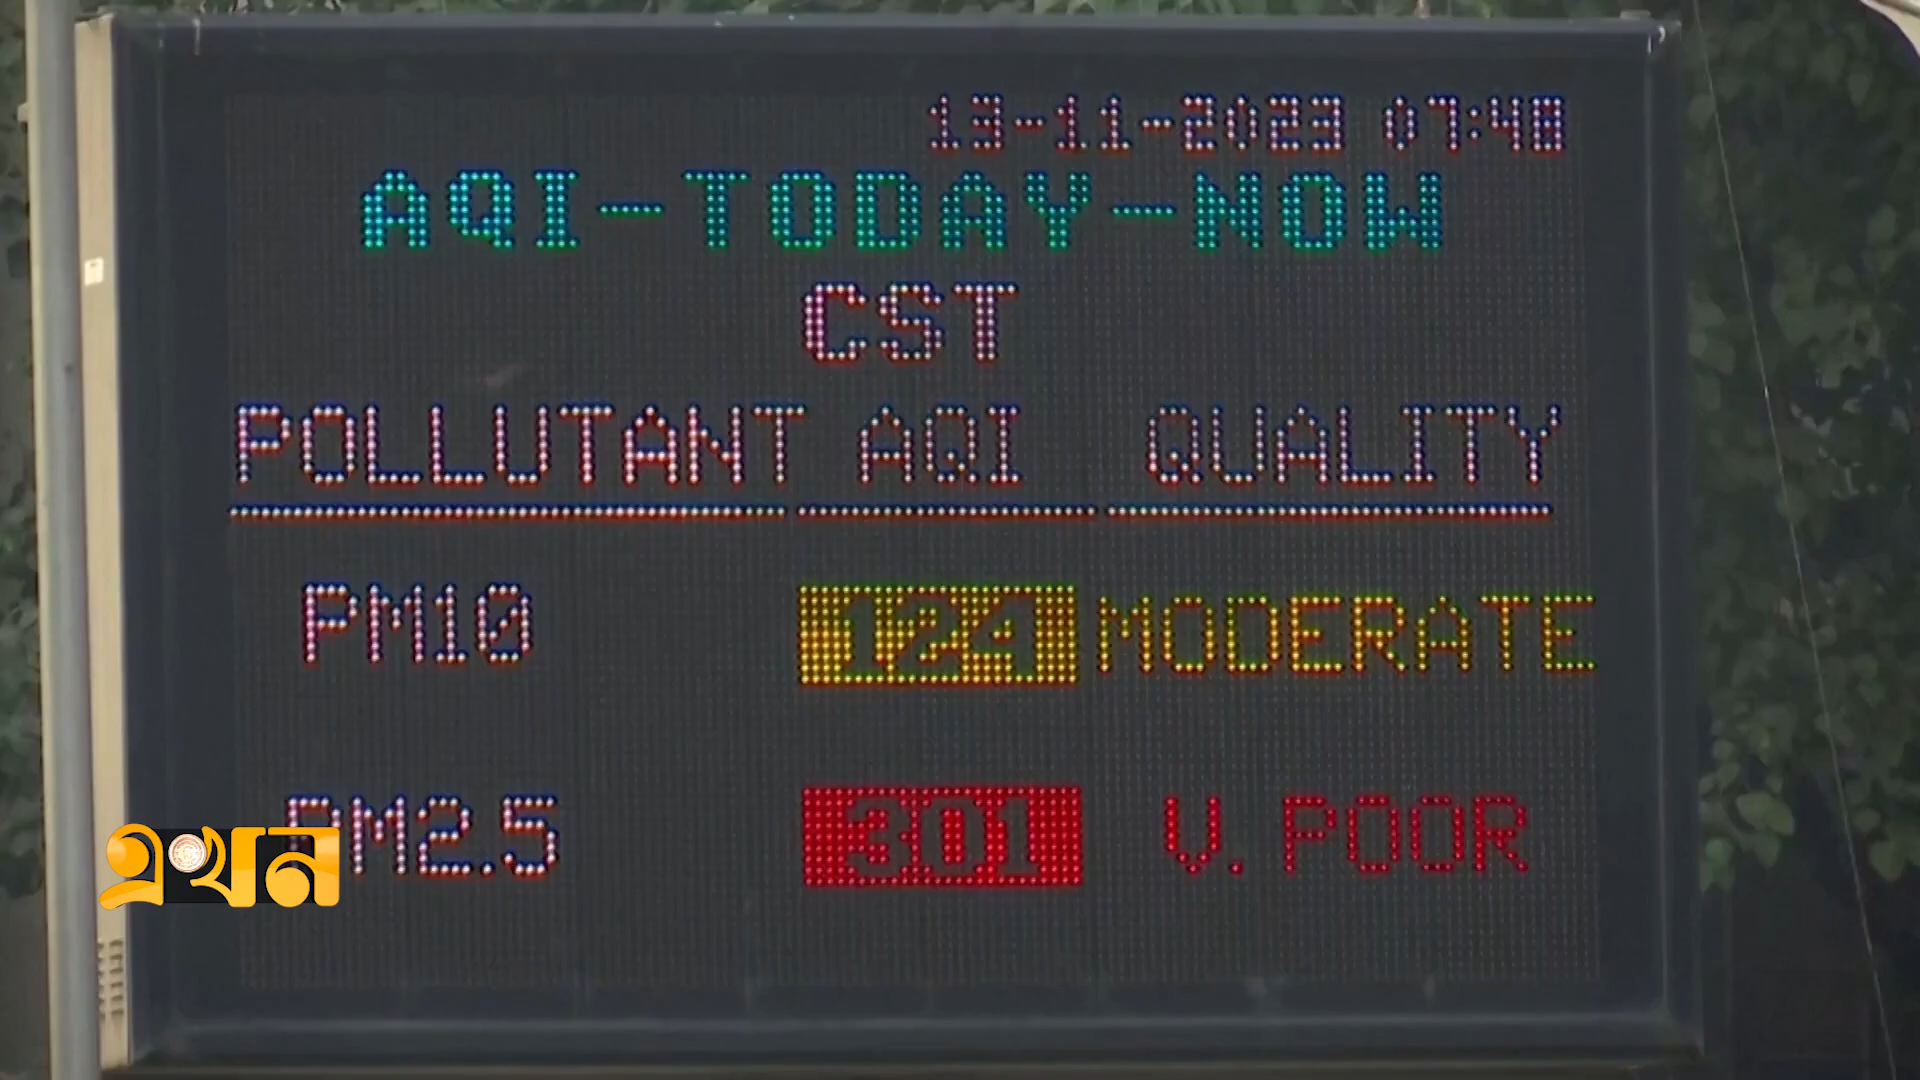 13-11-2023 07:48
AQI-TODAY-NOW
CST
POLLUTANT AQI QUALITY
PM10 124 MODERATE
PM2.5 301 V. POOR
এখন